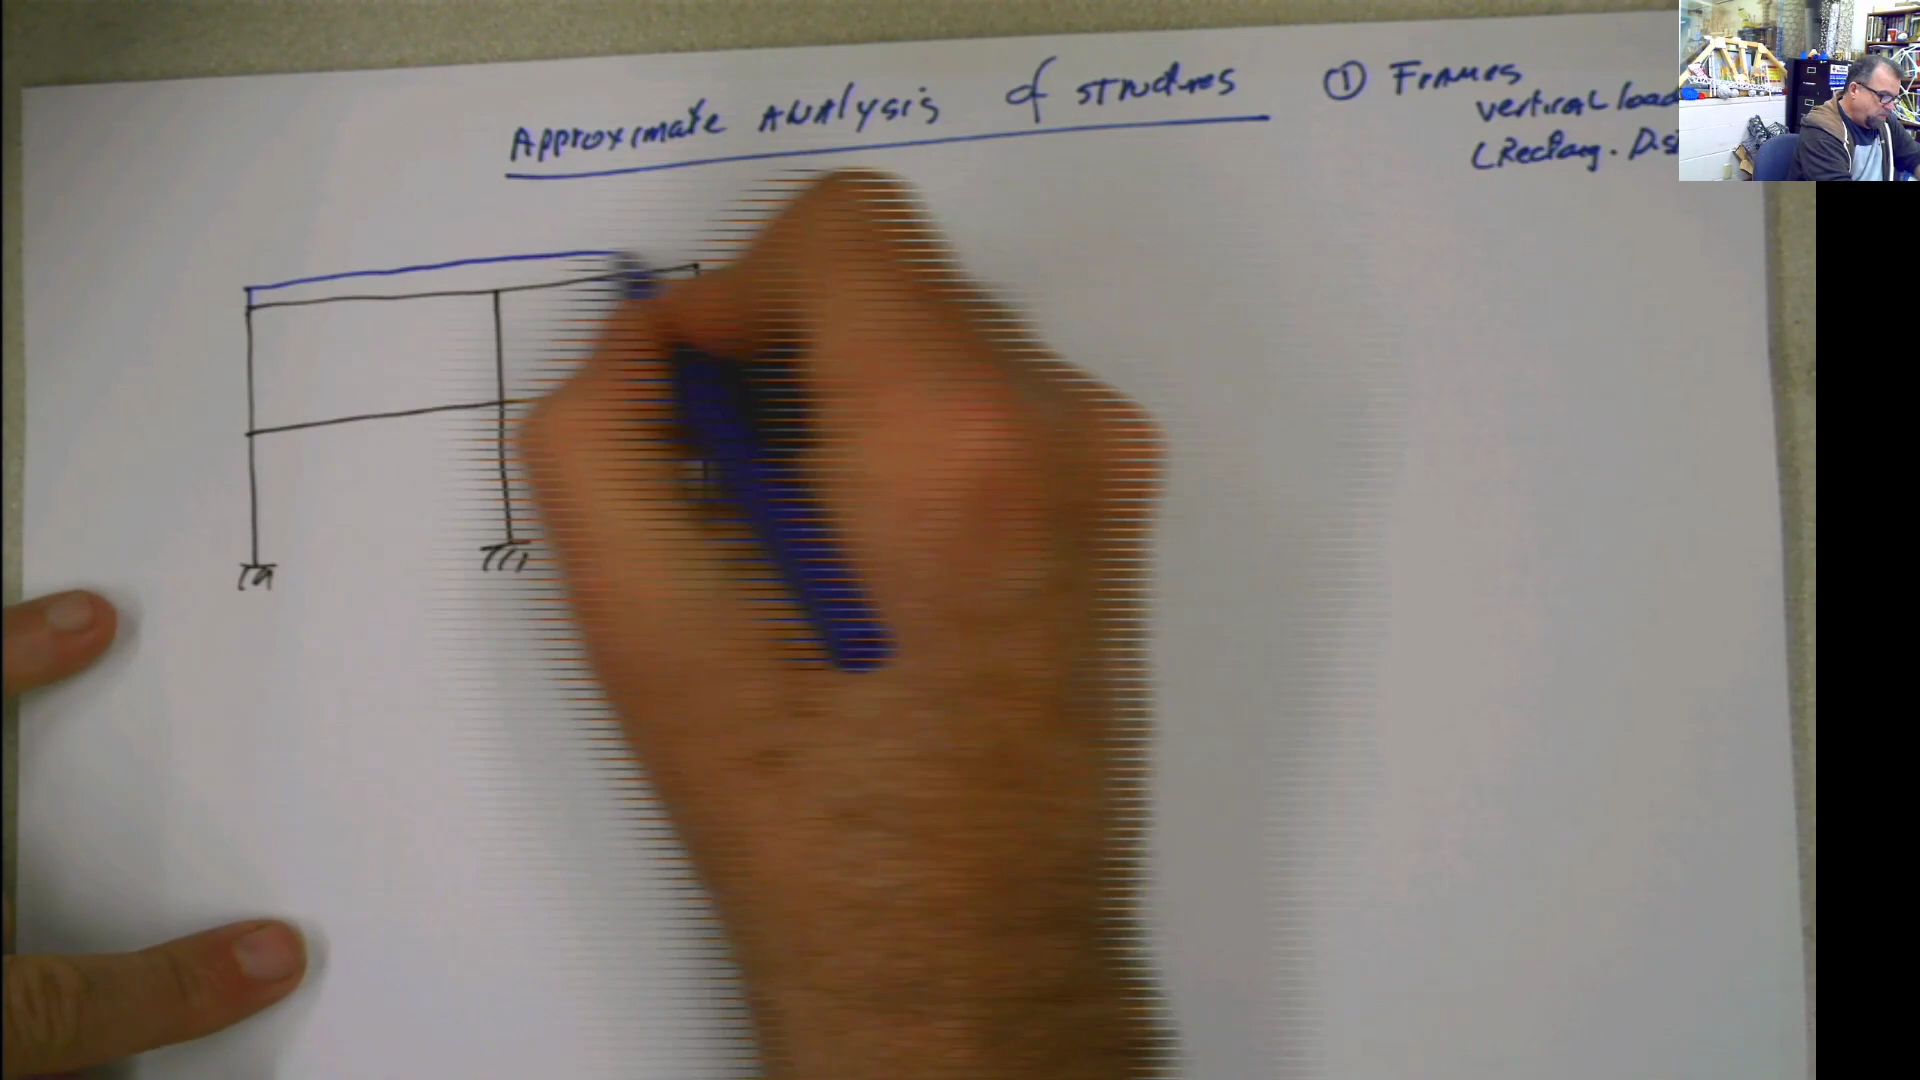 Approximate Analysis of structures
① Frames
vertical load
(Rectang. Dis